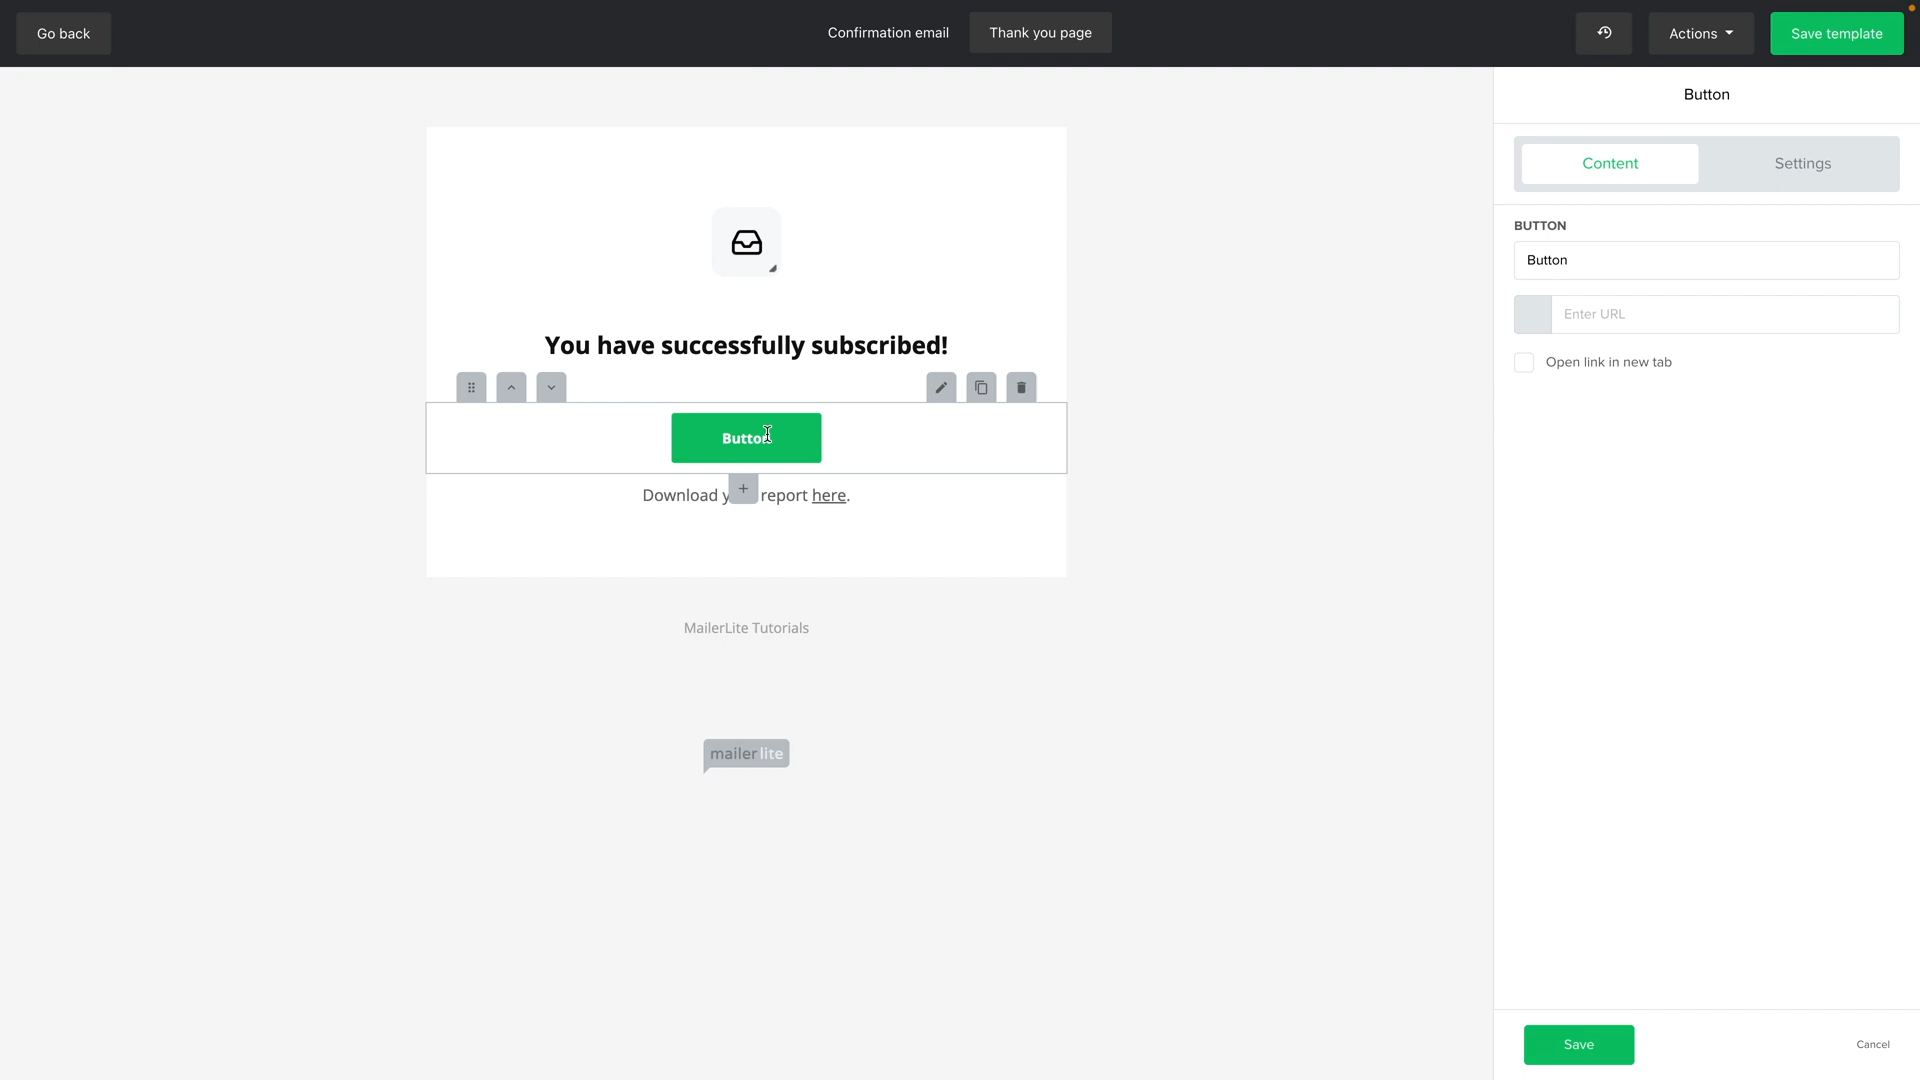 Go back
Confirmation email
Thank you page
Actions
Save template
Button
Content
Settings
BUTTON
Button
Enter URL
Open link in new tab
You have successfully subscribed!
Button
Download y report here.
MailerLite Tutorials
mailerlite
Save
Cancel